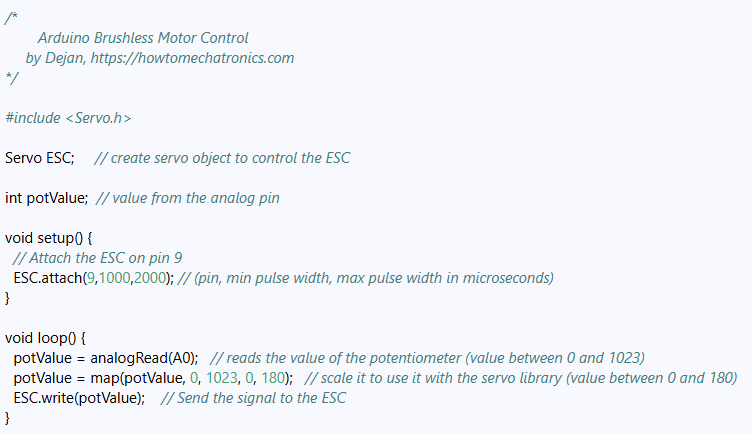 /*
Arduino Brushless Motor Control
by Dejan, https://howtomechatronics.com
*/
#include <Servo.h>
Servo ESC; // create servo object to control the ESC
int potValue; // value from the analog pin
void setup() {
// Attach the ESC on pin 9
ESC.attach(9,1000,2000); // (pin, min pulse width, max pulse width in microseconds)
}
void loop() {
potValue = analogRead(A0); // reads the value of the potentiometer (value between 0 and 1023)
potValue = map(potValue, 0, 1023, 0, 180); // scale it to use it with the servo library (value between 0 and 180)
ESC.write(potValue); // Send the signal to the ESC
}